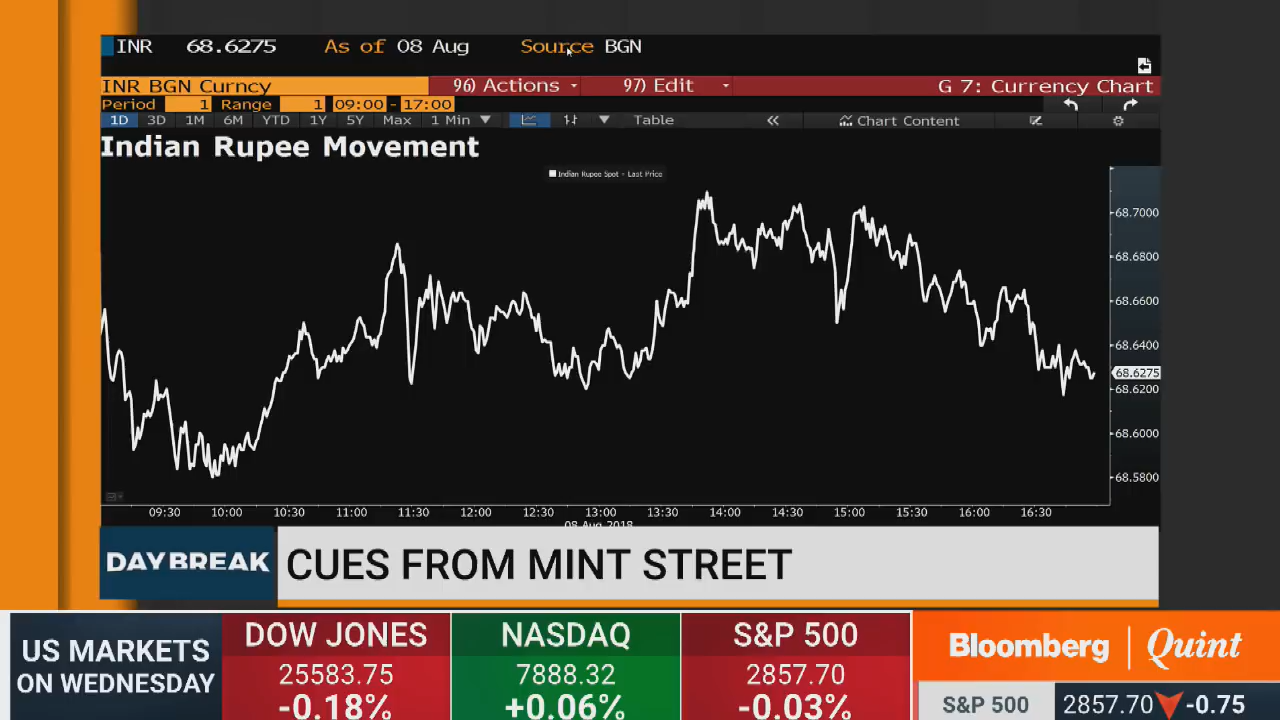 INR 68.6275 As of 08 Aug Source BGN
INR BGN Curncy 96) Actions 97) Edit G 7: Currency Chart
Period 1 Range 1 09:00 - 17:00
1D 3D 1M 6M YTD 1Y 5Y Max 1 Min Table Chart Content
Indian Rupee Movement
Indian Rupee Spot - Last Price
68.7000
68.6800
68.6600
68.6400
68.6275
68.6200
68.6000
68.5800
09:30 10:00 10:30 11:00 11:30 12:00 12:30 13:00 13:30 14:00 14:30 15:00 15:30 16:00 16:30
08 Aug 2018
DAYBREAK CUES FROM MINT STREET
US MARKETS
ON WEDNESDAY
DOW JONES
25583.75
-0.18%
NASDAQ
7888.32
+0.06%
S&P 500
2857.70
-0.03%
Bloomberg | Quint
S&P 500 2857.70 -0.75